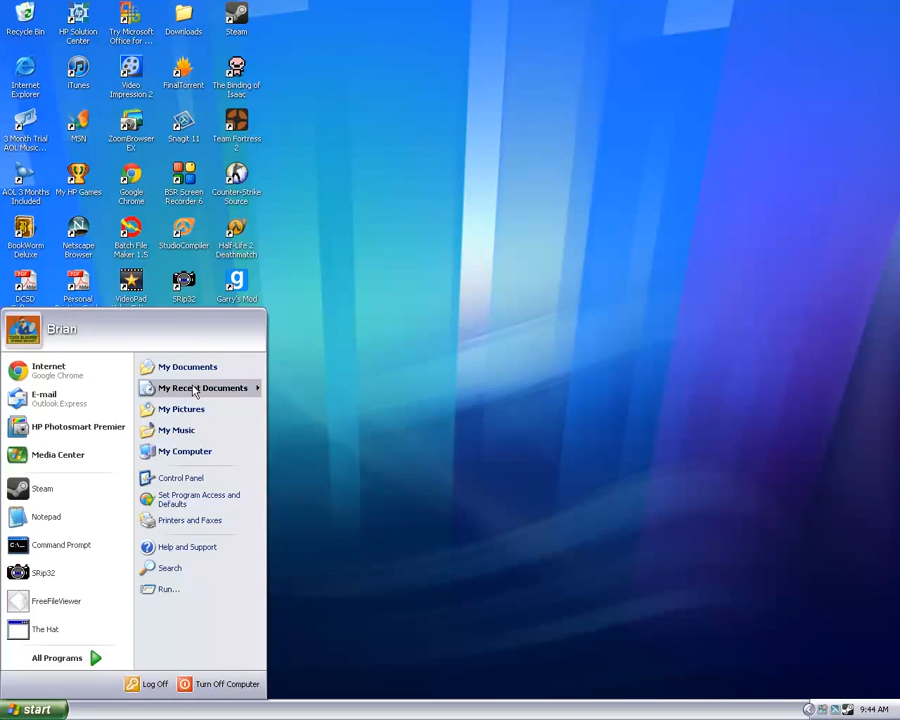 Recycle Bin
HP Solution
Center
Try Microsoft
Office for ...
Downloads
Steam
Internet
Explorer
iTunes
Video
Impression 2
FinalTorrent
The Binding of
Isaac
3 Month Trial
AOL Music...
MSN
ZoomBrowser
EX
Snagit 11
Team Fortress
2
AOL 3 Months
Included
My HP Games
Google
Chrome
BSR Screen
Recorder 6
Counter-Strike
Source
BookWorm
Deluxe
Netscape
Browser
Batch File
Maker 1.5
StudioCompiler
Half-Life 2
Deathmatch
DCSD
Personal
VideoPad
SRip32
Garry's Mod
Brian
Internet
Google Chrome
E-mail
Outlook Express
HP Photosmart Premier
Media Center
Steam
Notepad
Command Prompt
SRip32
FreeFileViewer
The Hat
All Programs
My Documents
My Recent Documents
My Pictures
My Music
My Computer
Control Panel
Set Program Access and
Defaults
Printers and Faxes
Help and Support
Search
Run...
Log Off
Turn Off Computer
start
9:44 AM